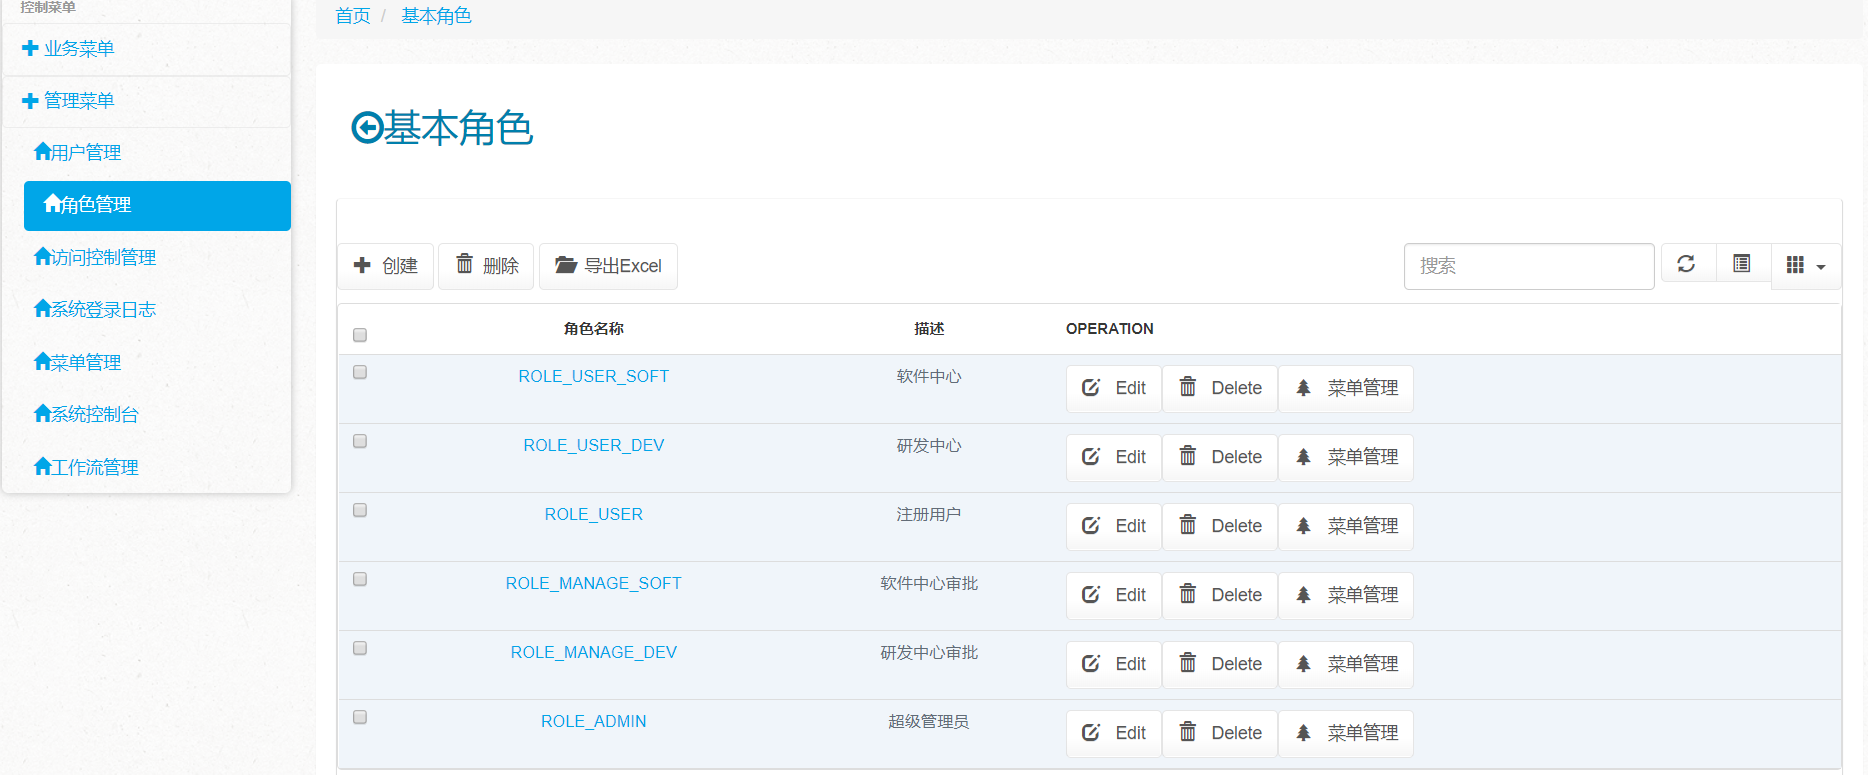 控制菜单
业务菜单
管理菜单
用户管理
角色管理
访问控制管理
系统登录日志
菜单管理
系统控制台
工作流管理
首页 / 基本角色
基本角色
创建 删除 导出Excel 搜索
角色名称 描述 OPERATION
ROLE_USER_SOFT 软件中心 Edit Delete 菜单管理
ROLE_USER_DEV 研发中心 Edit Delete 菜单管理
ROLE_USER 注册用户 Edit Delete 菜单管理
ROLE_MANAGE_SOFT 软件中心审批 Edit Delete 菜单管理
ROLE_MANAGE_DEV 研发中心审批 Edit Delete 菜单管理
ROLE_ADMIN 超级管理员 Edit Delete 菜单管理